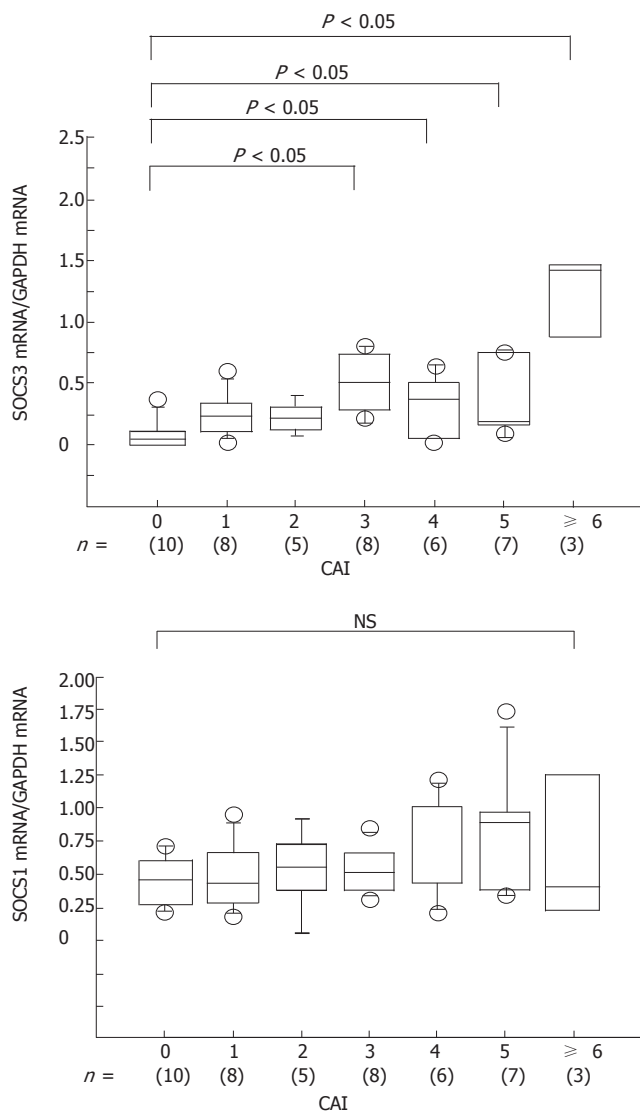 P < 0.05
P < 0.05
P < 0.05
P < 0.05
SOCS3 mRNA/GAPDH mRNA
2.5
2.0
1.5
1.0
0.5
0
0 1 2 3 4 5 ≥ 6
n = (10) (8) (5) (8) (6) (7) (3)
CAI
NS
SOCS1 mRNA/GAPDH mRNA
2.00
1.75
1.50
1.25
1.00
0.75
0.50
0.25
0
0 1 2 3 4 5 ≥ 6
n = (10) (8) (5) (8) (6) (7) (3)
CAI